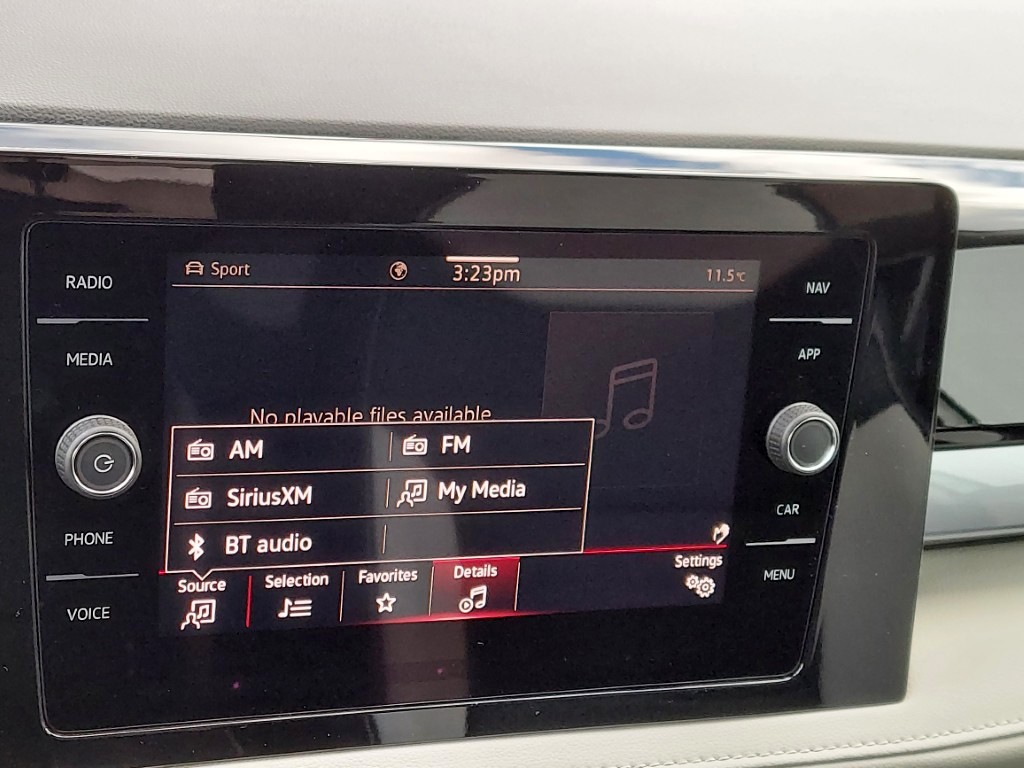 RADIO
MEDIA
PHONE
VOICE
Sport
3:23pm
11.5°C
No playable files available
AM
FM
SiriusXM
My Media
BT audio
Source
Selection
Favorites
Details
Settings
NAV
APP
CAR
MENU